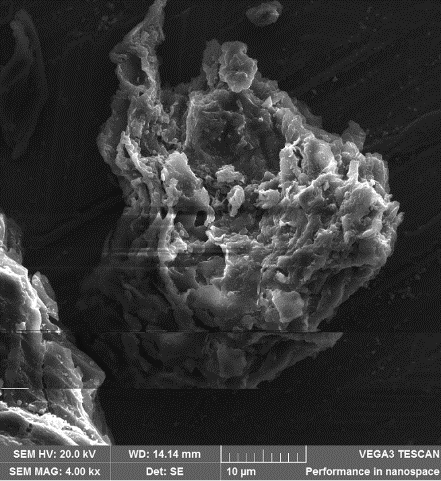 SEM HV: 20.0 kV WD: 14.14 mm VEGA3 TESCAN
SEM MAG: 4.00 kx Det: SE 10 µm Performance in nanospace